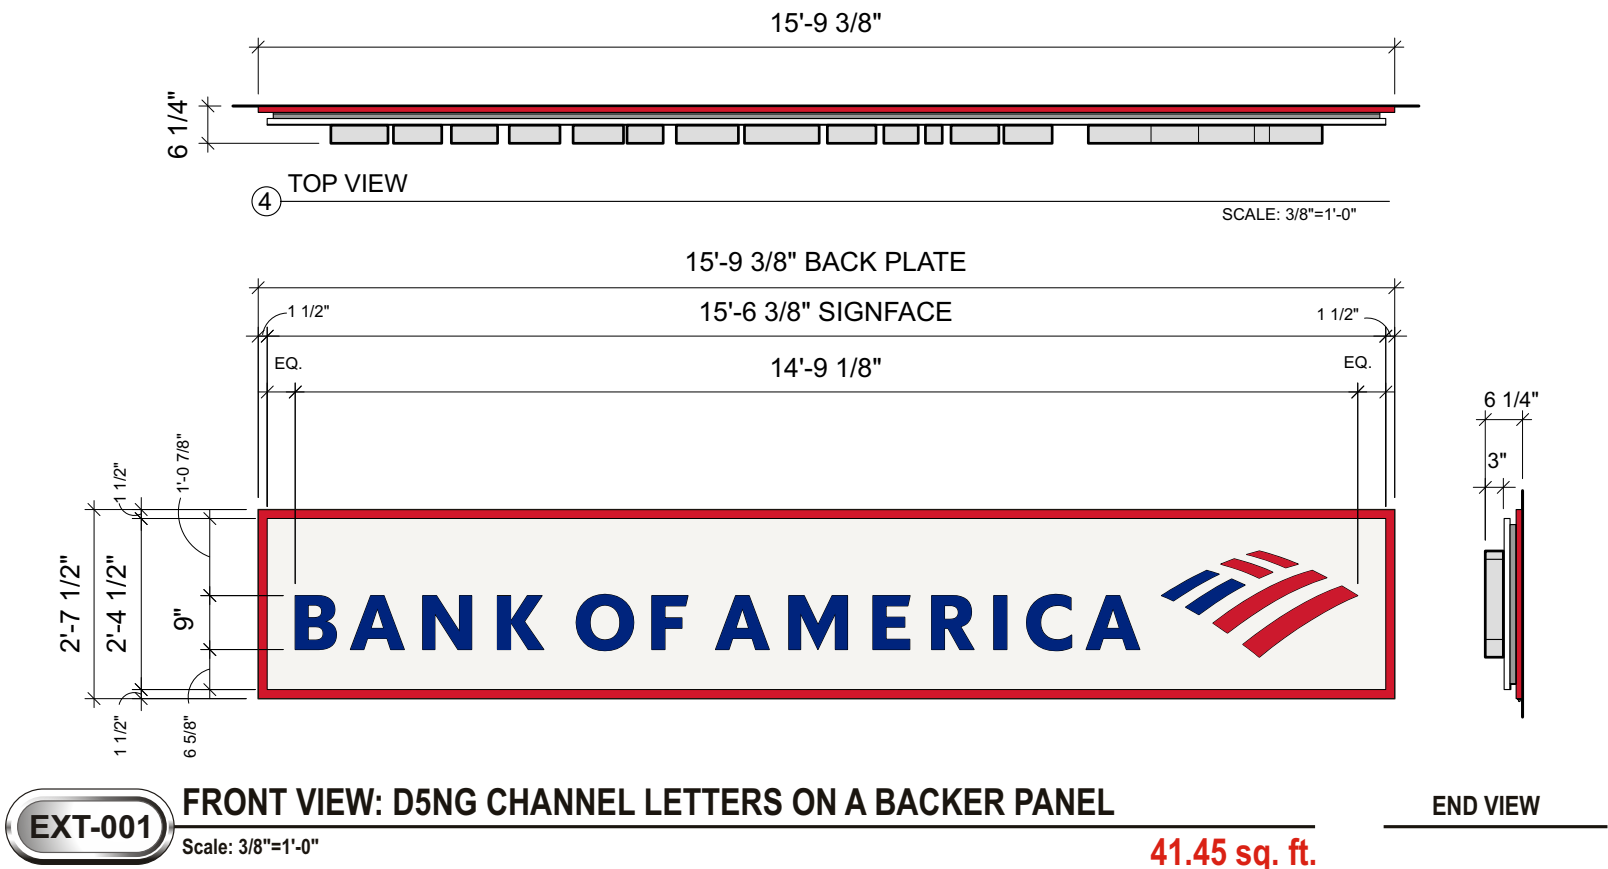 15'-9 3/8"
6 1/4"
4
TOP VIEW
SCALE: 3/8"=1'-0"
15'-9 3/8" BACK PLATE
1 1/2"
15'-6 3/8" SIGNFACE
1 1/2"
EQ.
14'-9 1/8"
EQ.
6 1/4"
3"
1 1/2"
1'-0 7/8"
2'-7 1/2"
2'-4 1/2"
9"
BANK OF AMERICA
1 1/2"
6 5/8"
EXT-001
FRONT VIEW: D5NG CHANNEL LETTERS ON A BACKER PANEL
END VIEW
Scale: 3/8"=1'-0"
41.45 sq. ft.